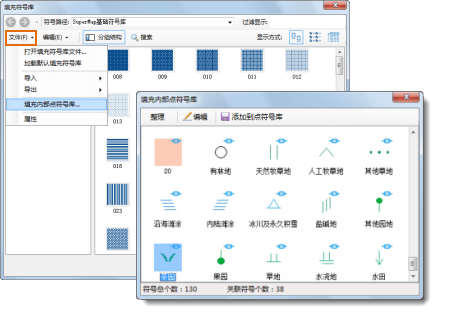 填充符号库
符号路径: SuperMap基础符号库
过滤显示:
文件(F)
编辑(E)
分组结构
搜索
显示方式:
打开填充符号库文件...
加载默认填充符号库
导入
导出
填充内部点符号库...
属性
008 009 010 011 012
013
018
023
填充内部点符号库
整理 编辑 添加到点符号库
20 有林地 天然牧草地 人工牧草地 其他草地
沿海滩涂 内陆滩涂 冰川及永久积雪 盐碱地 其他园地
茶园 果园 旱地 水浇地 水田
符号总个数: 130 关联符号个数: 38